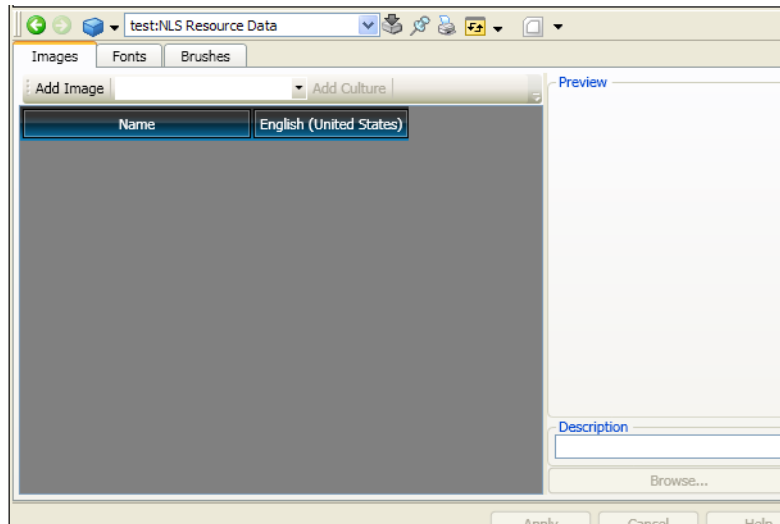 test:NLS Resource Data
Images Fonts Brushes
Add Image Add Culture
Name English (United States)
Preview
Description
Browse...
Apply Cancel Help